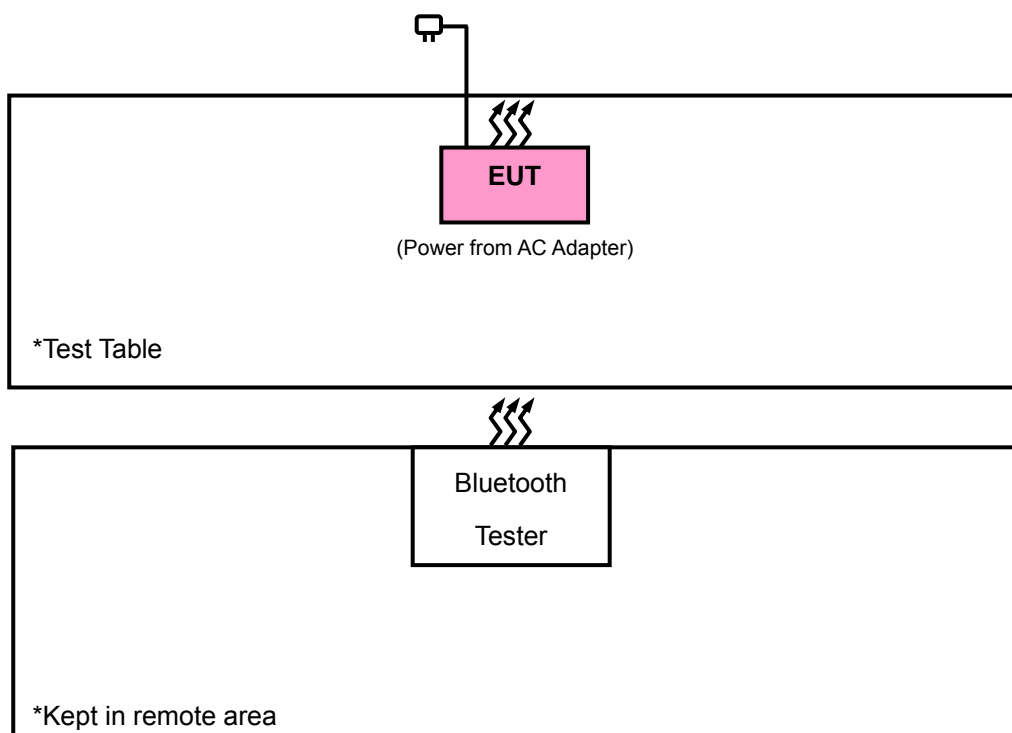 EUT
(Power from AC Adapter)
*Test Table
Bluetooth
Tester
*Kept in remote area